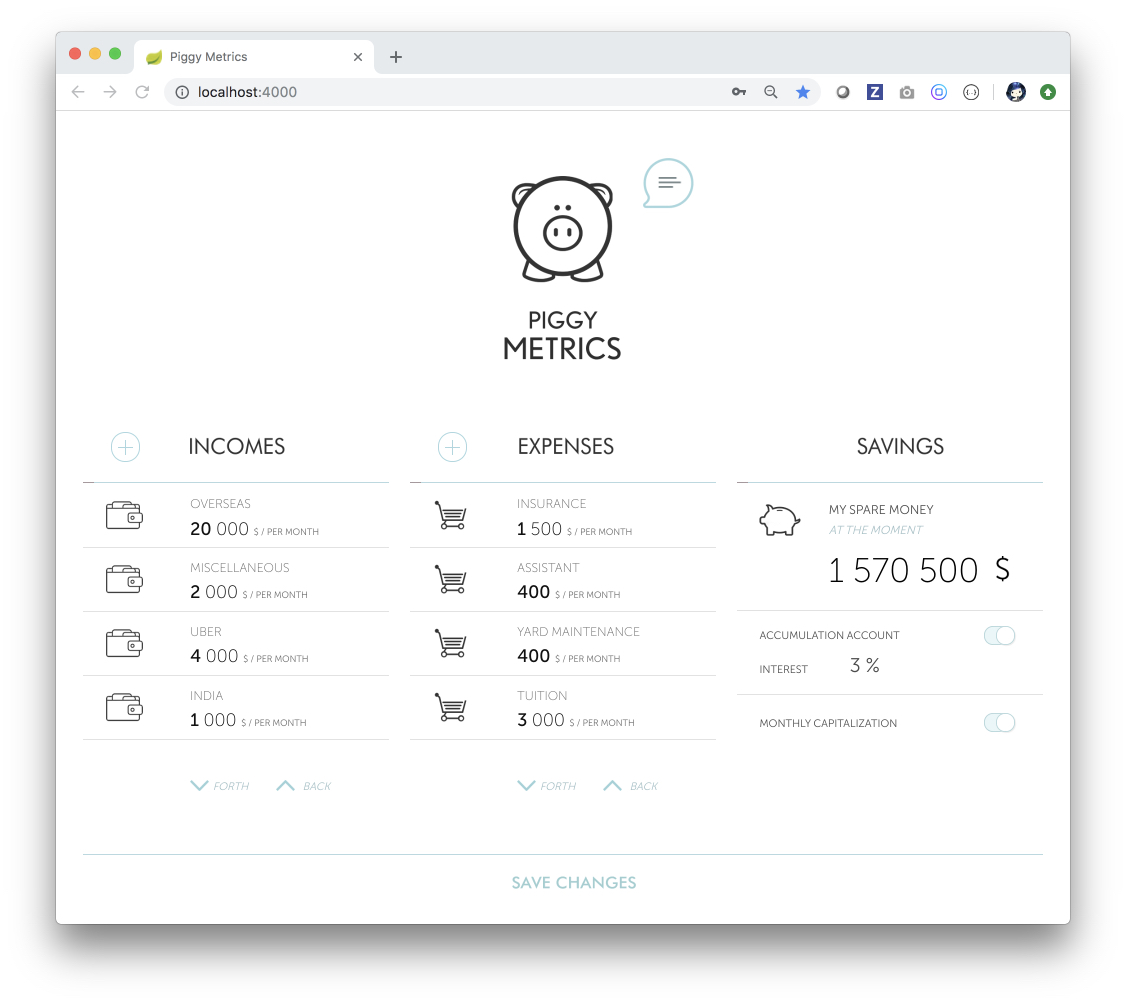 Piggy Metrics
localhost:4000
Z
{...}
PIGGY
METRICS
INCOMES
OVERSEAS
20 000 $ / PER MONTH
MISCELLANEOUS
2 000 $ / PER MONTH
UBER
4 000 $ / PER MONTH
INDIA
1 000 $ / PER MONTH
FORTH BACK
EXPENSES
INSURANCE
1 500 $ / PER MONTH
ASSISTANT
400 $ / PER MONTH
YARD MAINTENANCE
400 $ / PER MONTH
TUITION
3 000 $ / PER MONTH
FORTH BACK
SAVINGS
MY SPARE MONEY
AT THE MOMENT
1 570 500 $
ACCUMULATION ACCOUNT
INTEREST 3 %
MONTHLY CAPITALIZATION
SAVE CHANGES